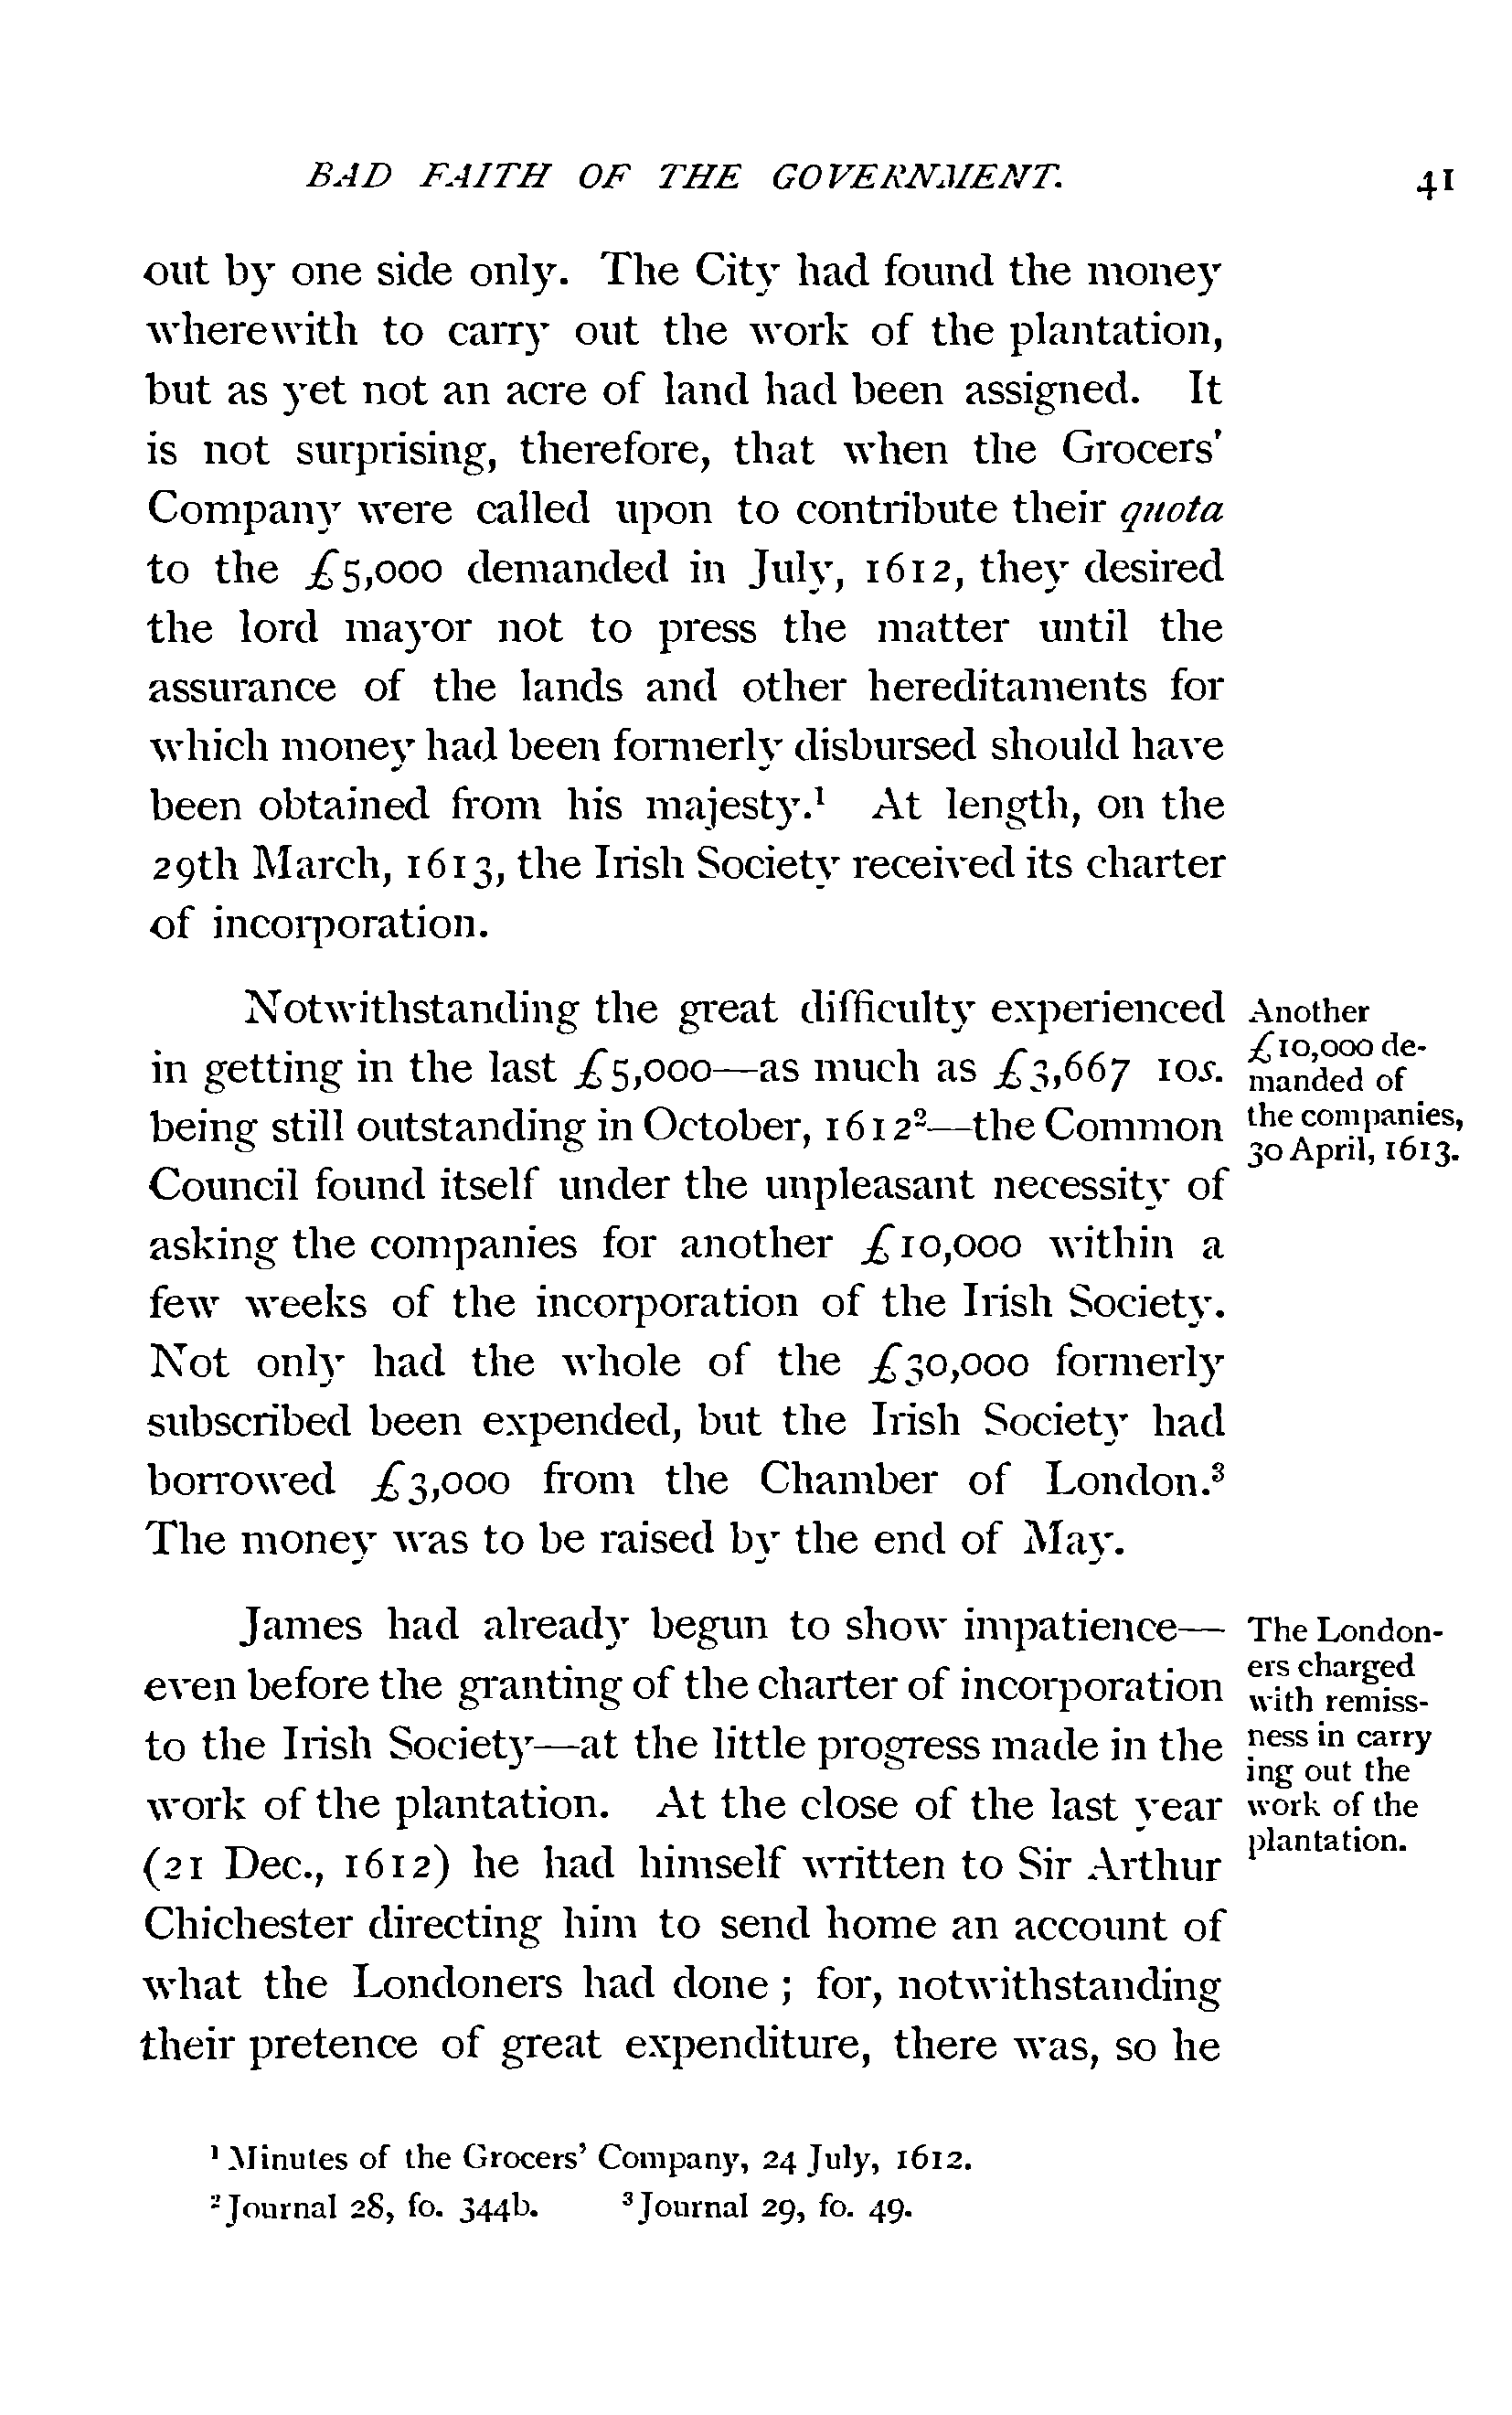 BAD FAITH OF THE GOVERNMENT. 41
out by one side only. The City had found the money
wherewith to carry out the work of the plantation,
but as yet not an acre of land had been assigned. It
is not surprising, therefore, that when the Grocers'
Company were called upon to contribute their quota
to the £5,000 demanded in July, 1612, they desired
the lord mayor not to press the matter until the
assurance of the lands and other hereditaments for
which money had been formerly disbursed should have
been obtained from his majesty.¹ At length, on the
29th March, 1613, the Irish Society received its charter
of incorporation.
Notwithstanding the great difficulty experienced
in getting in the last £5,000—as much as £3,667 10s.
being still outstanding in October, 1612²—the Common
Council found itself under the unpleasant necessity of
asking the companies for another £10,000 within a
few weeks of the incorporation of the Irish Society.
Not only had the whole of the £30,000 formerly
subscribed been expended, but the Irish Society had
borrowed £3,000 from the Chamber of London.³
The money was to be raised by the end of May.
Another
£10,000 de-
manded of
the companies,
30 April, 1613.
James had already begun to show impatience—
even before the granting of the charter of incorporation
to the Irish Society—at the little progress made in the
work of the plantation. At the close of the last year
(21 Dec., 1612) he had himself written to Sir Arthur
Chichester directing him to send home an account of
what the Londoners had done ; for, notwithstanding
their pretence of great expenditure, there was, so he
The London-
ers charged
with remiss-
ness in carry
ing out the
work of the
plantation.
¹ Minutes of the Grocers' Company, 24 July, 1612.
² Journal 28, fo. 344b. ³ Journal 29, fo. 49.